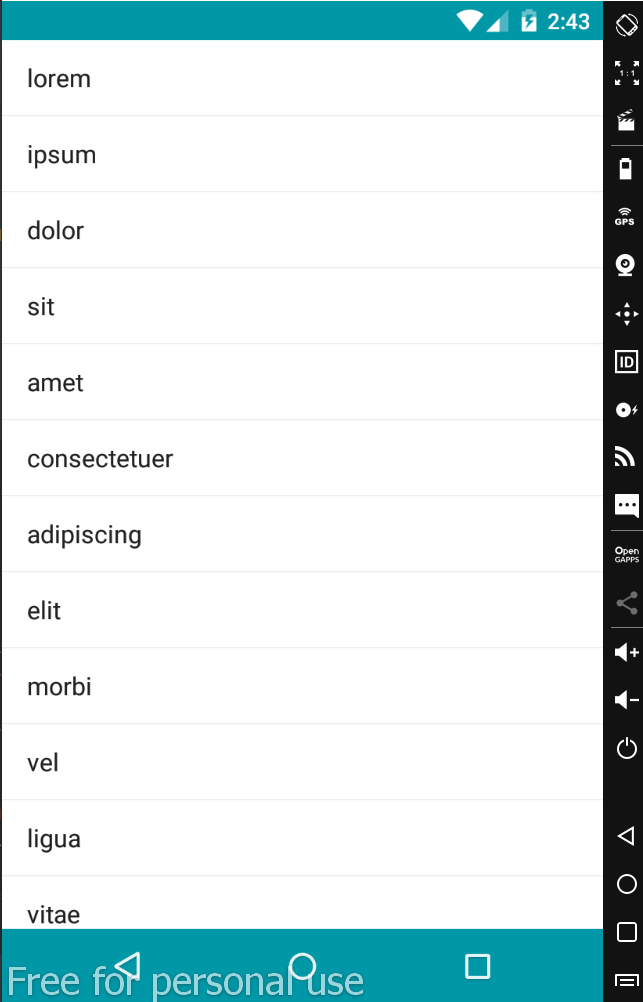 2:43
lorem
ipsum
dolor
sit
amet
consectetuer
adipiscing
elit
morbi
vel
ligua
vitae
Free for personal use
1 : 1
GPS
ID
Open
GAPPS